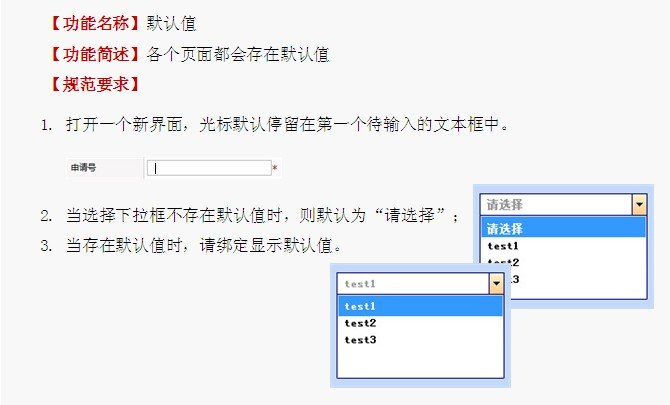 【功能名称】默认值
【功能简述】各个页面都会存在默认值
【规范要求】
1. 打开一个新界面，光标默认停留在第一个待输入的文本框中。
申请号 *
2. 当选择下拉框不存在默认值时，则默认为“请选择”；
3. 当存在默认值时，请绑定显示默认值。
请选择
请选择
test1
test2
3
test1
test1
test2
test3